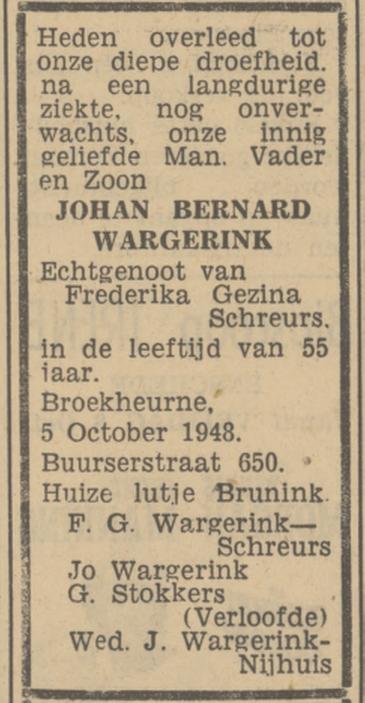 Heden overleed tot
onze diepe droefheid.
na een langdurige
ziekte, nog onver-
wachts, onze innig
geliefde Man. Vader
en Zoon
JOHAN BERNARD
WARGERINK
Echtgenoot van
Frederika Gezina
Schreurs.
in de leeftijd van 55
jaar.
Broekheurne,
5 October 1948.
Buurserstraat 650.
Huize lutje Brunink.
F. G. Wargerink—
Schreurs
Jo Wargerink
G. Stokkers
(Verloofde)
Wed. J. Wargerink-
Nijhuis